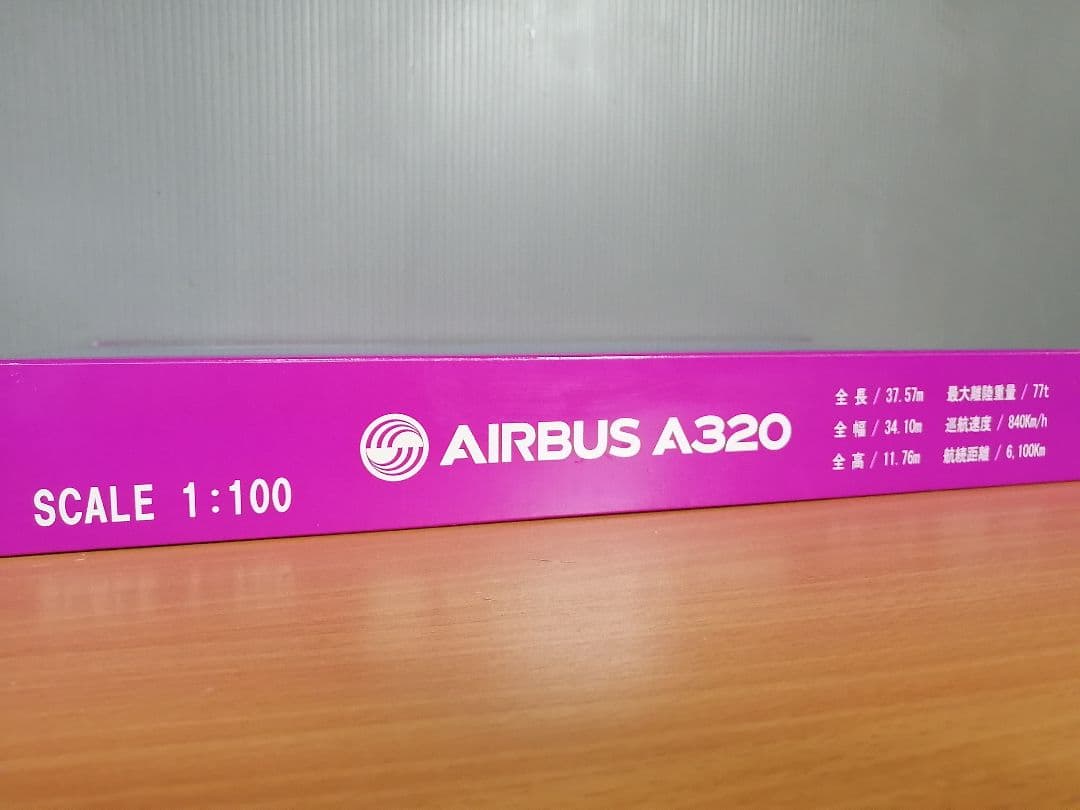 SCALE 1:100
AIRBUS A320
全 長 / 37.57m 最大離陸重量 / 77t
全 幅 / 34.10m 巡航速度 / 840Km/h
全 高 / 11.76m 航続距離 / 6,100Km